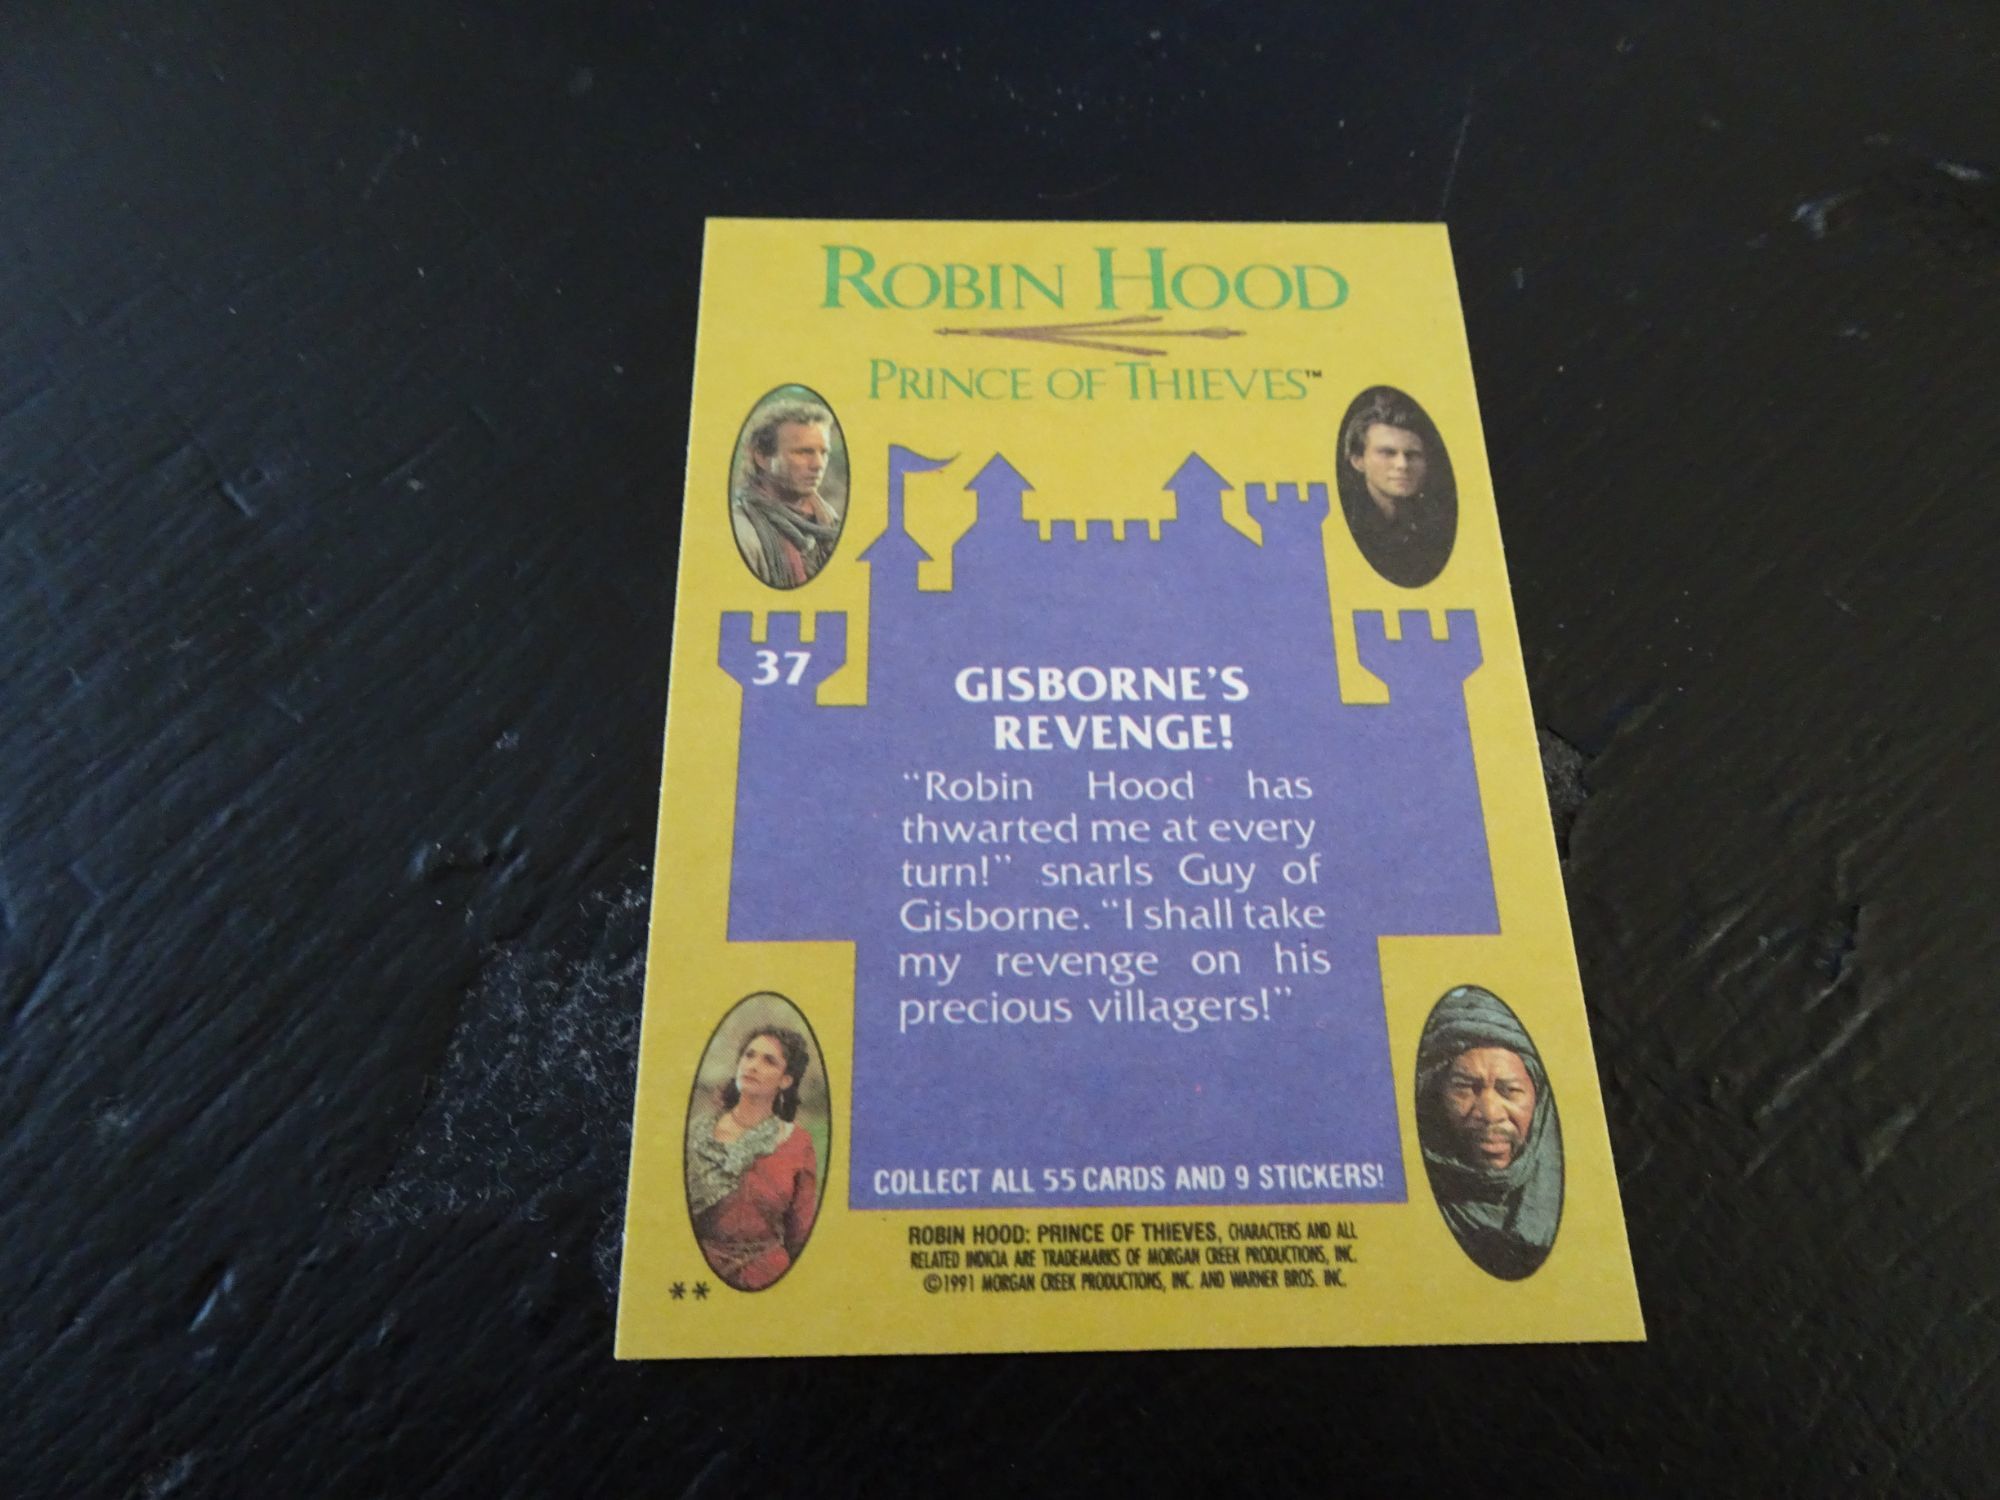 ROBIN HOOD
PRINCE OF THIEVES™
37
GISBORNE'S
REVENGE!
“Robin Hood has
thwarted me at every
turn!” snarls Guy of
Gisborne. “I shall take
my revenge on his
precious villagers!”
COLLECT ALL 55 CARDS AND 9 STICKERS!
ROBIN HOOD: PRINCE OF THIEVES, CHARACTERS AND ALL
RELATED INDICIA ARE TRADEMARKS OF MORGAN CREEK PRODUCTIONS, INC.
©1991 MORGAN CREEK PRODUCTIONS, INC. AND WARNER BROS. INC.
**